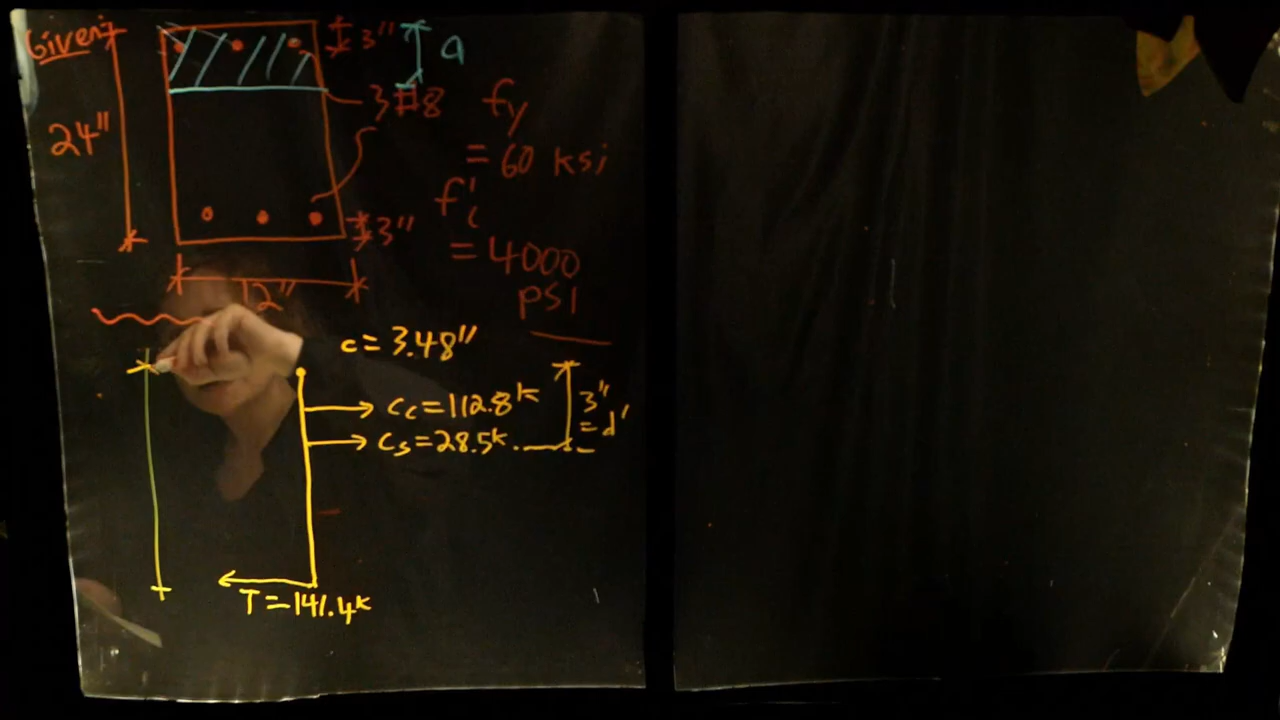 Given:
3"
a
24"
3#8
fy
= 60 ksi
f'c
= 4000
psi
3"
12"
c = 3.48"
Cc = 112.8k
3"
= d'
Cs = 28.5k
T = 141.4k